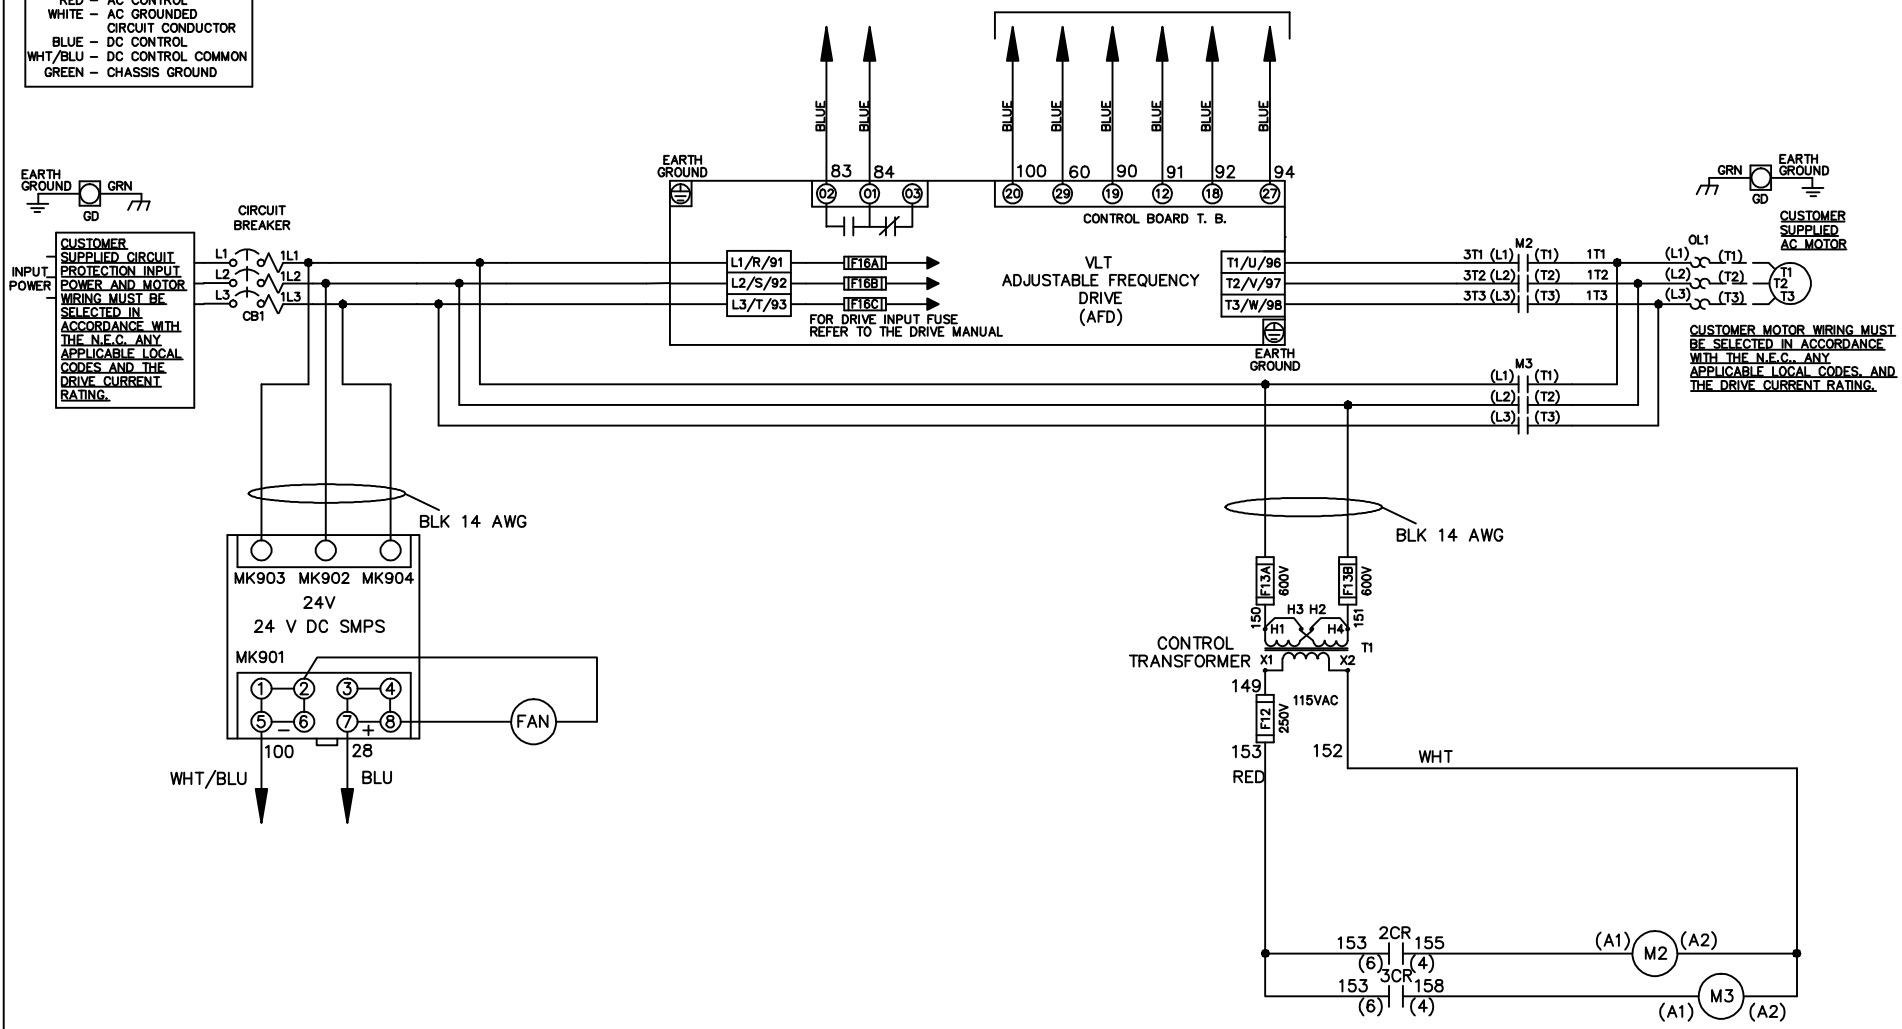 RED – AC CONTROL
WHITE – AC GROUNDED
CIRCUIT CONDUCTOR
BLUE – DC CONTROL
WHT/BLU – DC CONTROL COMMON
GREEN – CHASSIS GROUND
BLUE BLUE BLUE BLUE BLUE BLUE BLUE BLUE
EARTH
GROUND
83 84 100 60 90 91 92 94
02 01 03 20 29 19 12 18 27
CONTROL BOARD T. B.
EARTH
GROUND
GRN
GD
CIRCUIT
BREAKER
GRN
EARTH
GROUND
GD
CUSTOMER
SUPPLIED
AC MOTOR
INPUT
POWER
CUSTOMER
SUPPLIED CIRCUIT
PROTECTION INPUT
POWER AND MOTOR
WIRING MUST BE
SELECTED IN
ACCORDANCE WITH
THE N.E.C. ANY
APPLICABLE LOCAL
CODES AND THE
DRIVE CURRENT
RATING.
L1 1L1
L2 1L2
L3 1L3
CB1
L1/R/91 F16A
L2/S/92 F16B
L3/T/93 F16C
FOR DRIVE INPUT FUSE
REFER TO THE DRIVE MANUAL
VLT
ADJUSTABLE FREQUENCY
DRIVE
(AFD)
T1/U/96
T2/V/97
T3/W/98
EARTH
GROUND
M2 OL1
3T1 (L1) (T1) 1T1 (L1) (T1) T1
3T2 (L2) (T2) 1T2 (L2) (T2) T2
3T3 (L3) (T3) 1T3 (L3) (T3) T3
CUSTOMER MOTOR WIRING MUST
BE SELECTED IN ACCORDANCE
WITH THE N.E.C., ANY
APPLICABLE LOCAL CODES, AND
THE DRIVE CURRENT RATING.
M3
(L1) (T1)
(L2) (T2)
(L3) (T3)
BLK 14 AWG
MK903 MK902 MK904
24V
24 V DC SMPS
MK901
1 2 3 4
5 – 6 7 + 8
FAN
100 28
WHT/BLU BLU
BLK 14 AWG
F13A 600V F13B 600V
150 H3 H2 151
H1 H4
CONTROL
TRANSFORMER
T1
X1 X2
149 115VAC
F12 250V
153 152
RED WHT
2CR
153 155 (A1) M2 (A2)
(6) (4)
3CR
153 158 M3
(6) (4) (A1) (A2)